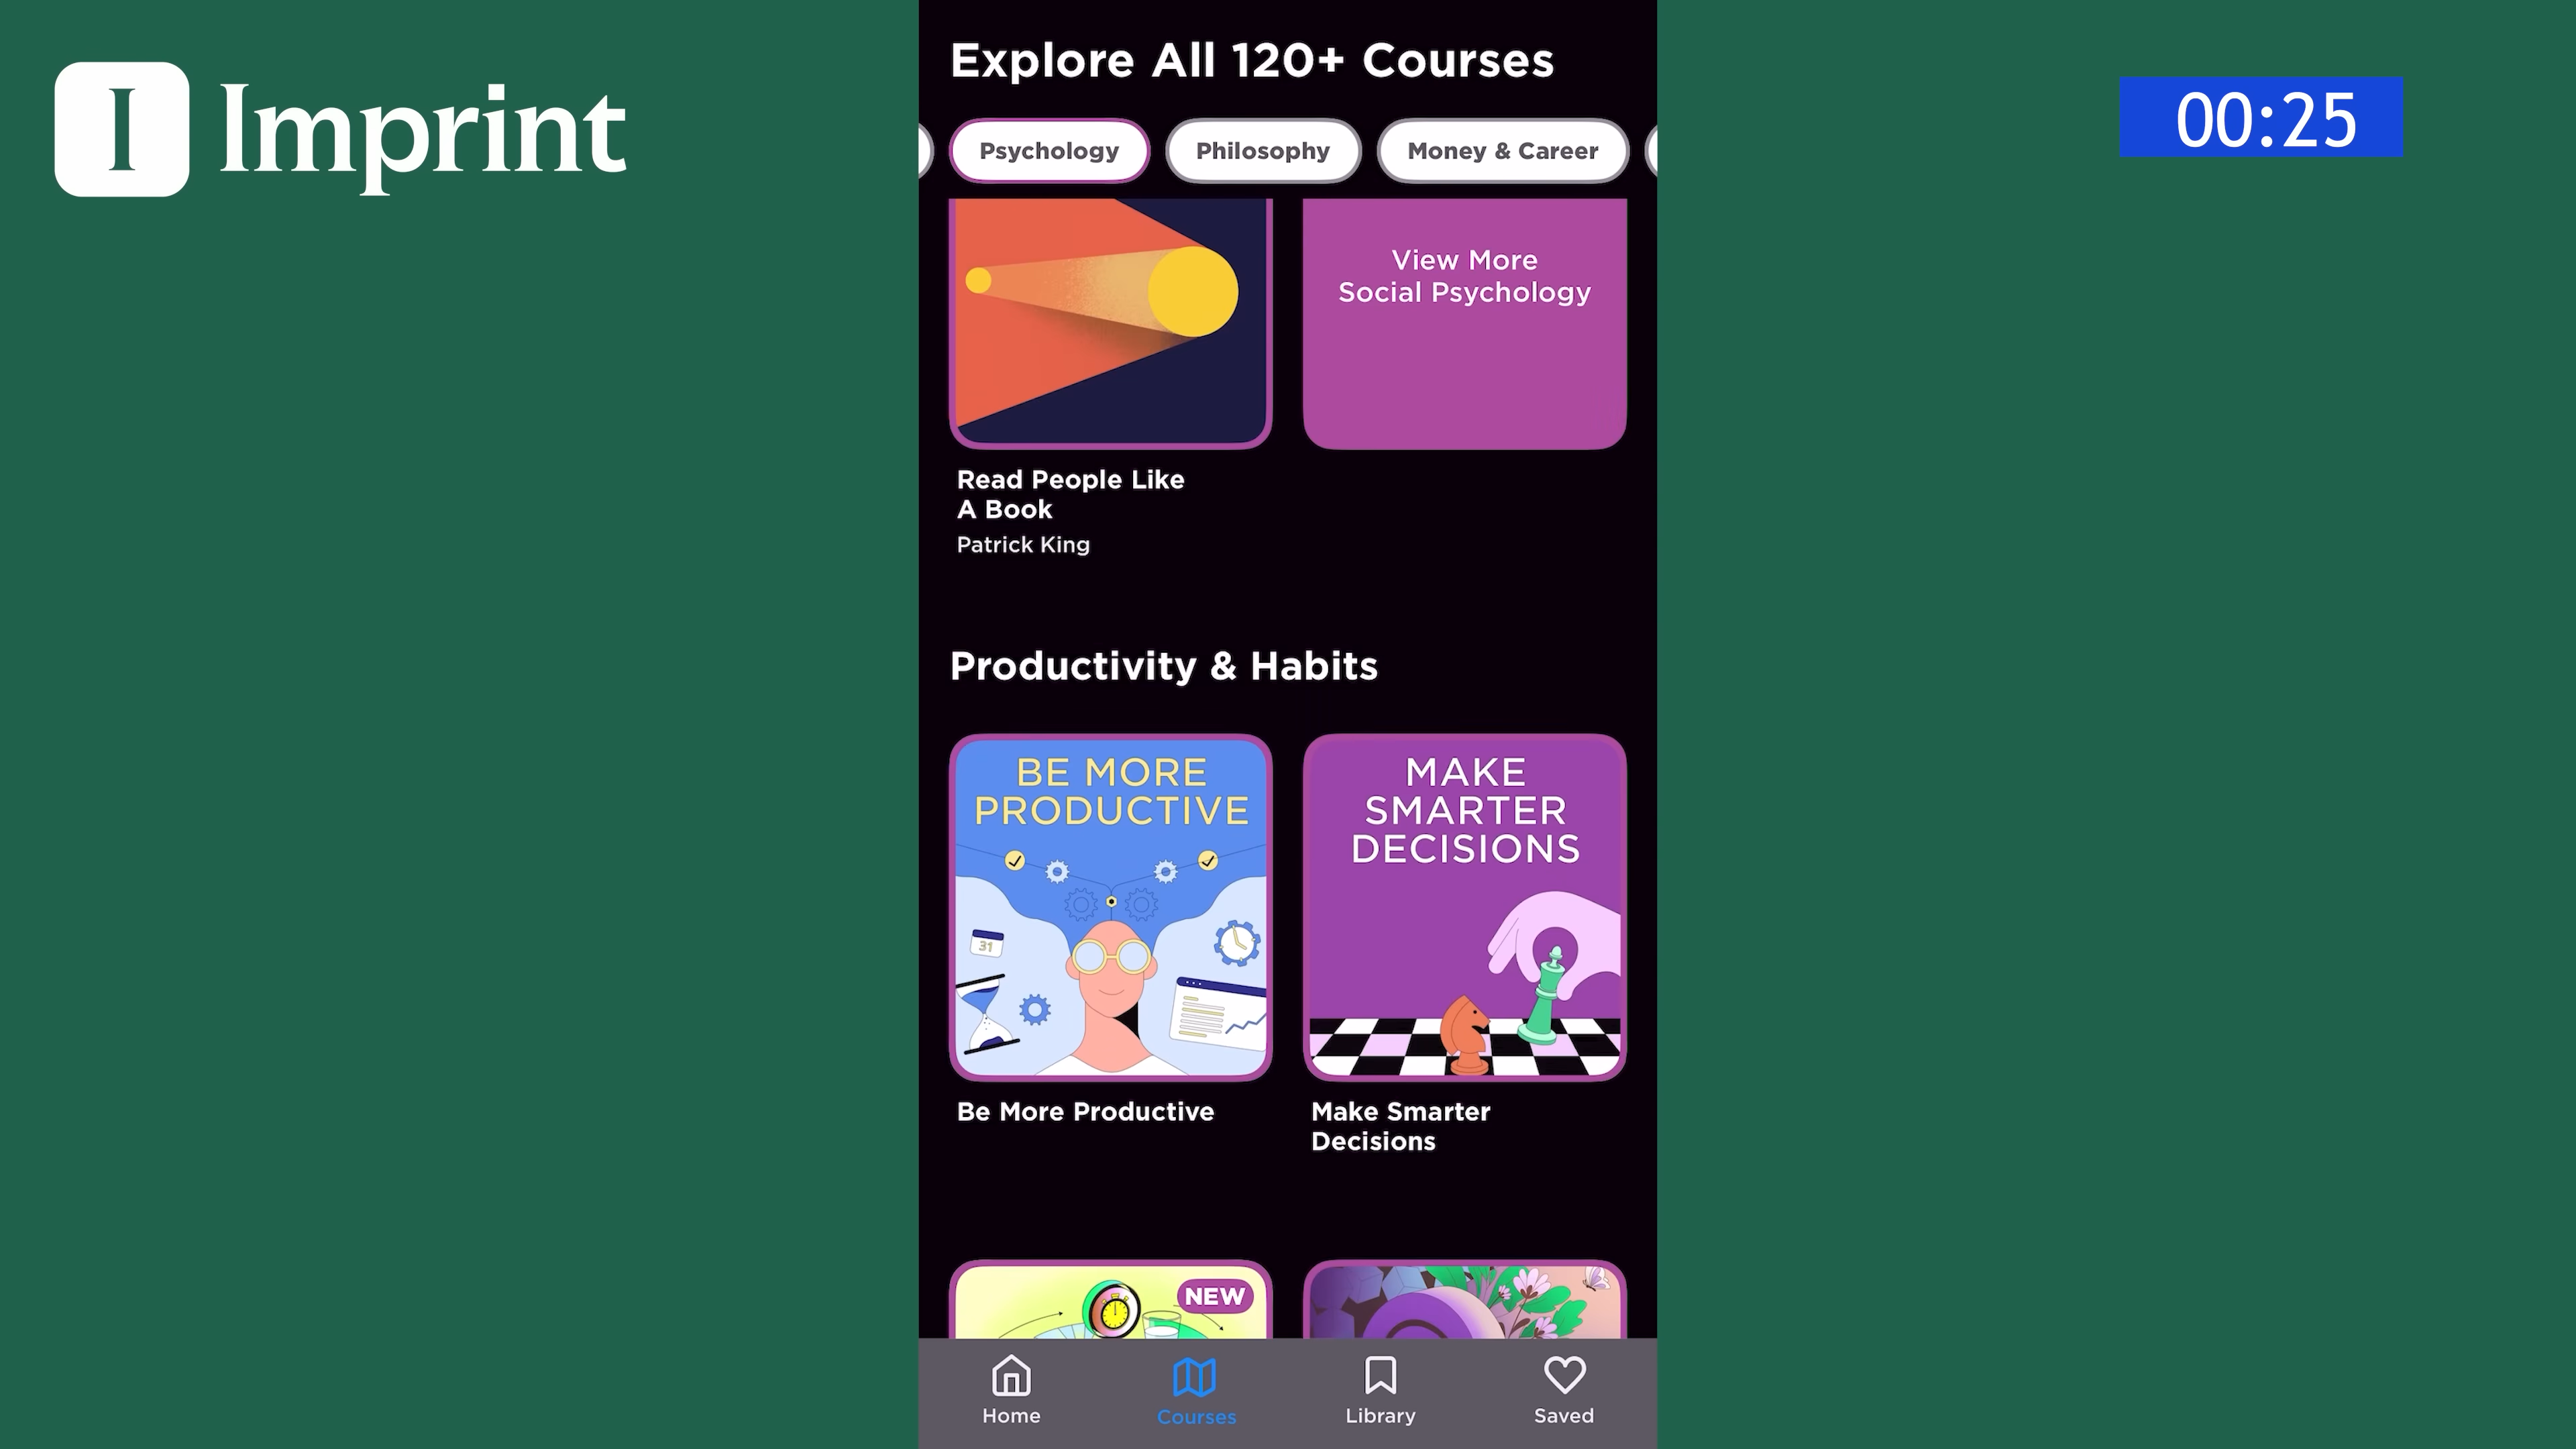 I Imprint
00:25
Explore All 120+ Courses
Psychology
Philosophy
Money & Career
View More
Social Psychology
Read People Like
A Book
Patrick King
Productivity & Habits
BE MORE
PRODUCTIVE
31
MAKE
SMARTER
DECISIONS
Be More Productive
Make Smarter
Decisions
NEW
Home
Courses
Library
Saved